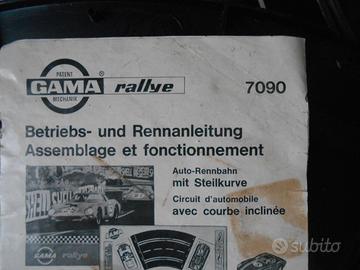 PATENT
GAMA
MECHANIK
rallye
7090
Betriebs- und Rennanleitung
Assemblage et fonctionnement
Auto-Rennbahn
mit Steilkurve
Circuit d'automobile
avec courbe inclinée
SHELL
GAMA rallye
subito